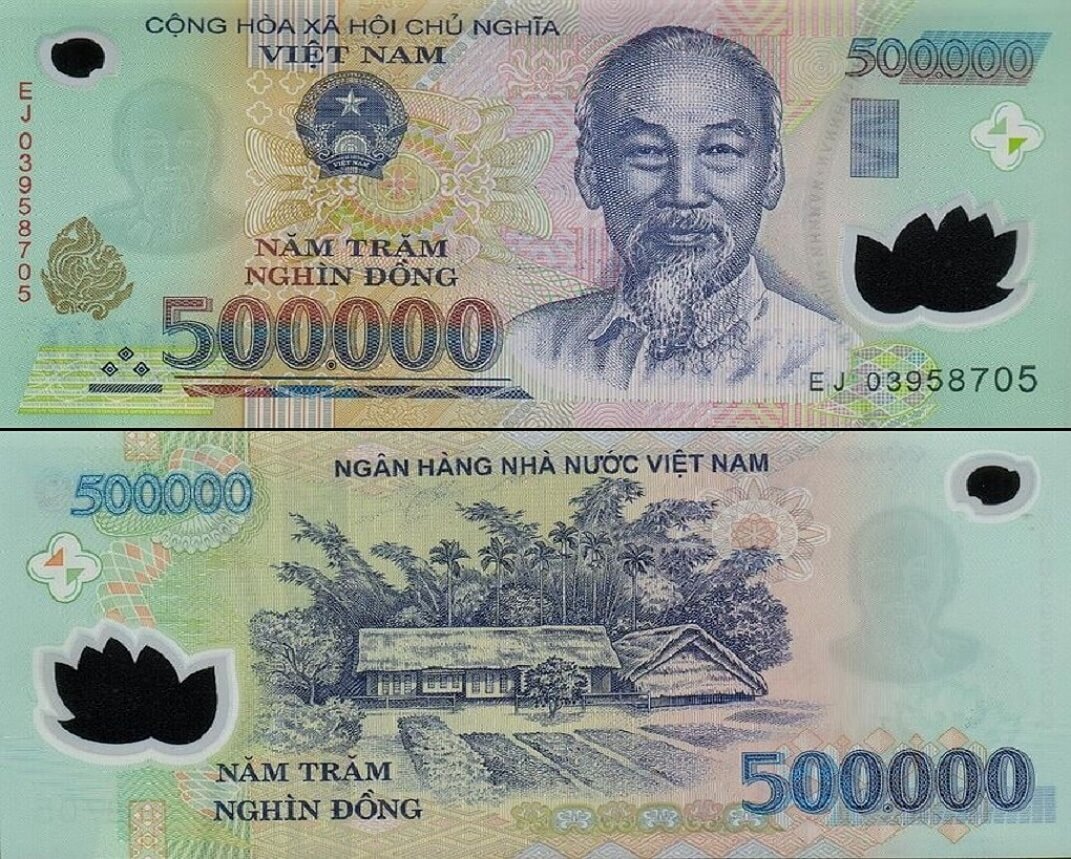 CỘNG HÒA XÃ HỘI CHỦ NGHĨA
VIỆT NAM
500.000
EJ 03958705
VIỆT NAM
NĂM TRĂM
NGHÌN ĐỒNG
500.000
EJ 03958705
NGÂN HÀNG NHÀ NƯỚC VIỆT NAM
500.000
NĂM TRĂM
NGHÌN ĐỒNG
500.000